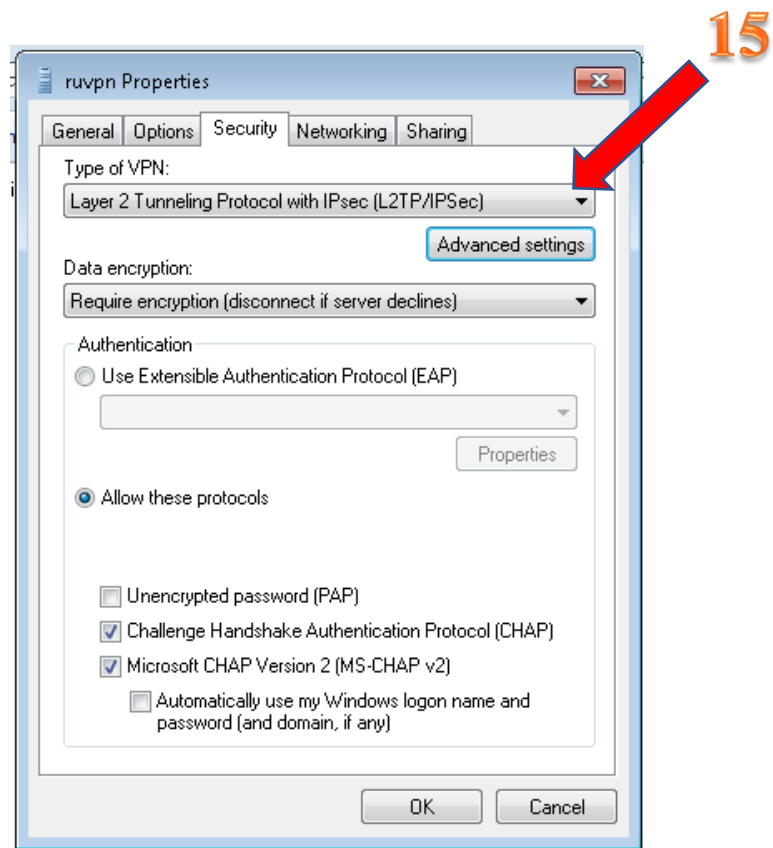 15
ruvpn Properties
General Options Security Networking Sharing
Type of VPN:
Layer 2 Tunneling Protocol with IPsec (L2TP/IPSec)
Advanced settings
Data encryption:
Require encryption (disconnect if server declines)
Authentication
Use Extensible Authentication Protocol (EAP)
Properties
Allow these protocols
Unencrypted password (PAP)
Challenge Handshake Authentication Protocol (CHAP)
Microsoft CHAP Version 2 (MS-CHAP v2)
Automatically use my Windows logon name and
password (and domain, if any)
OK Cancel